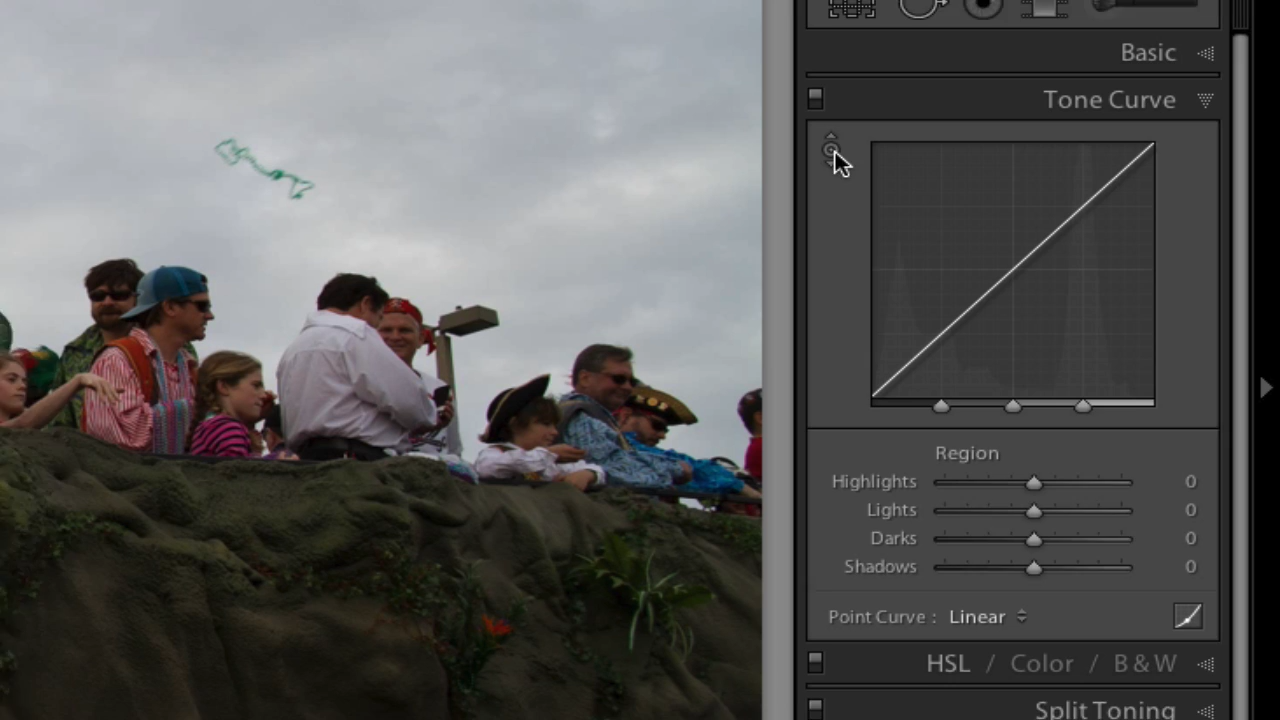 Basic
Tone Curve
Region
Highlights 0
Lights 0
Darks 0
Shadows 0
Point Curve : Linear
HSL / Color / B & W
Split Toning